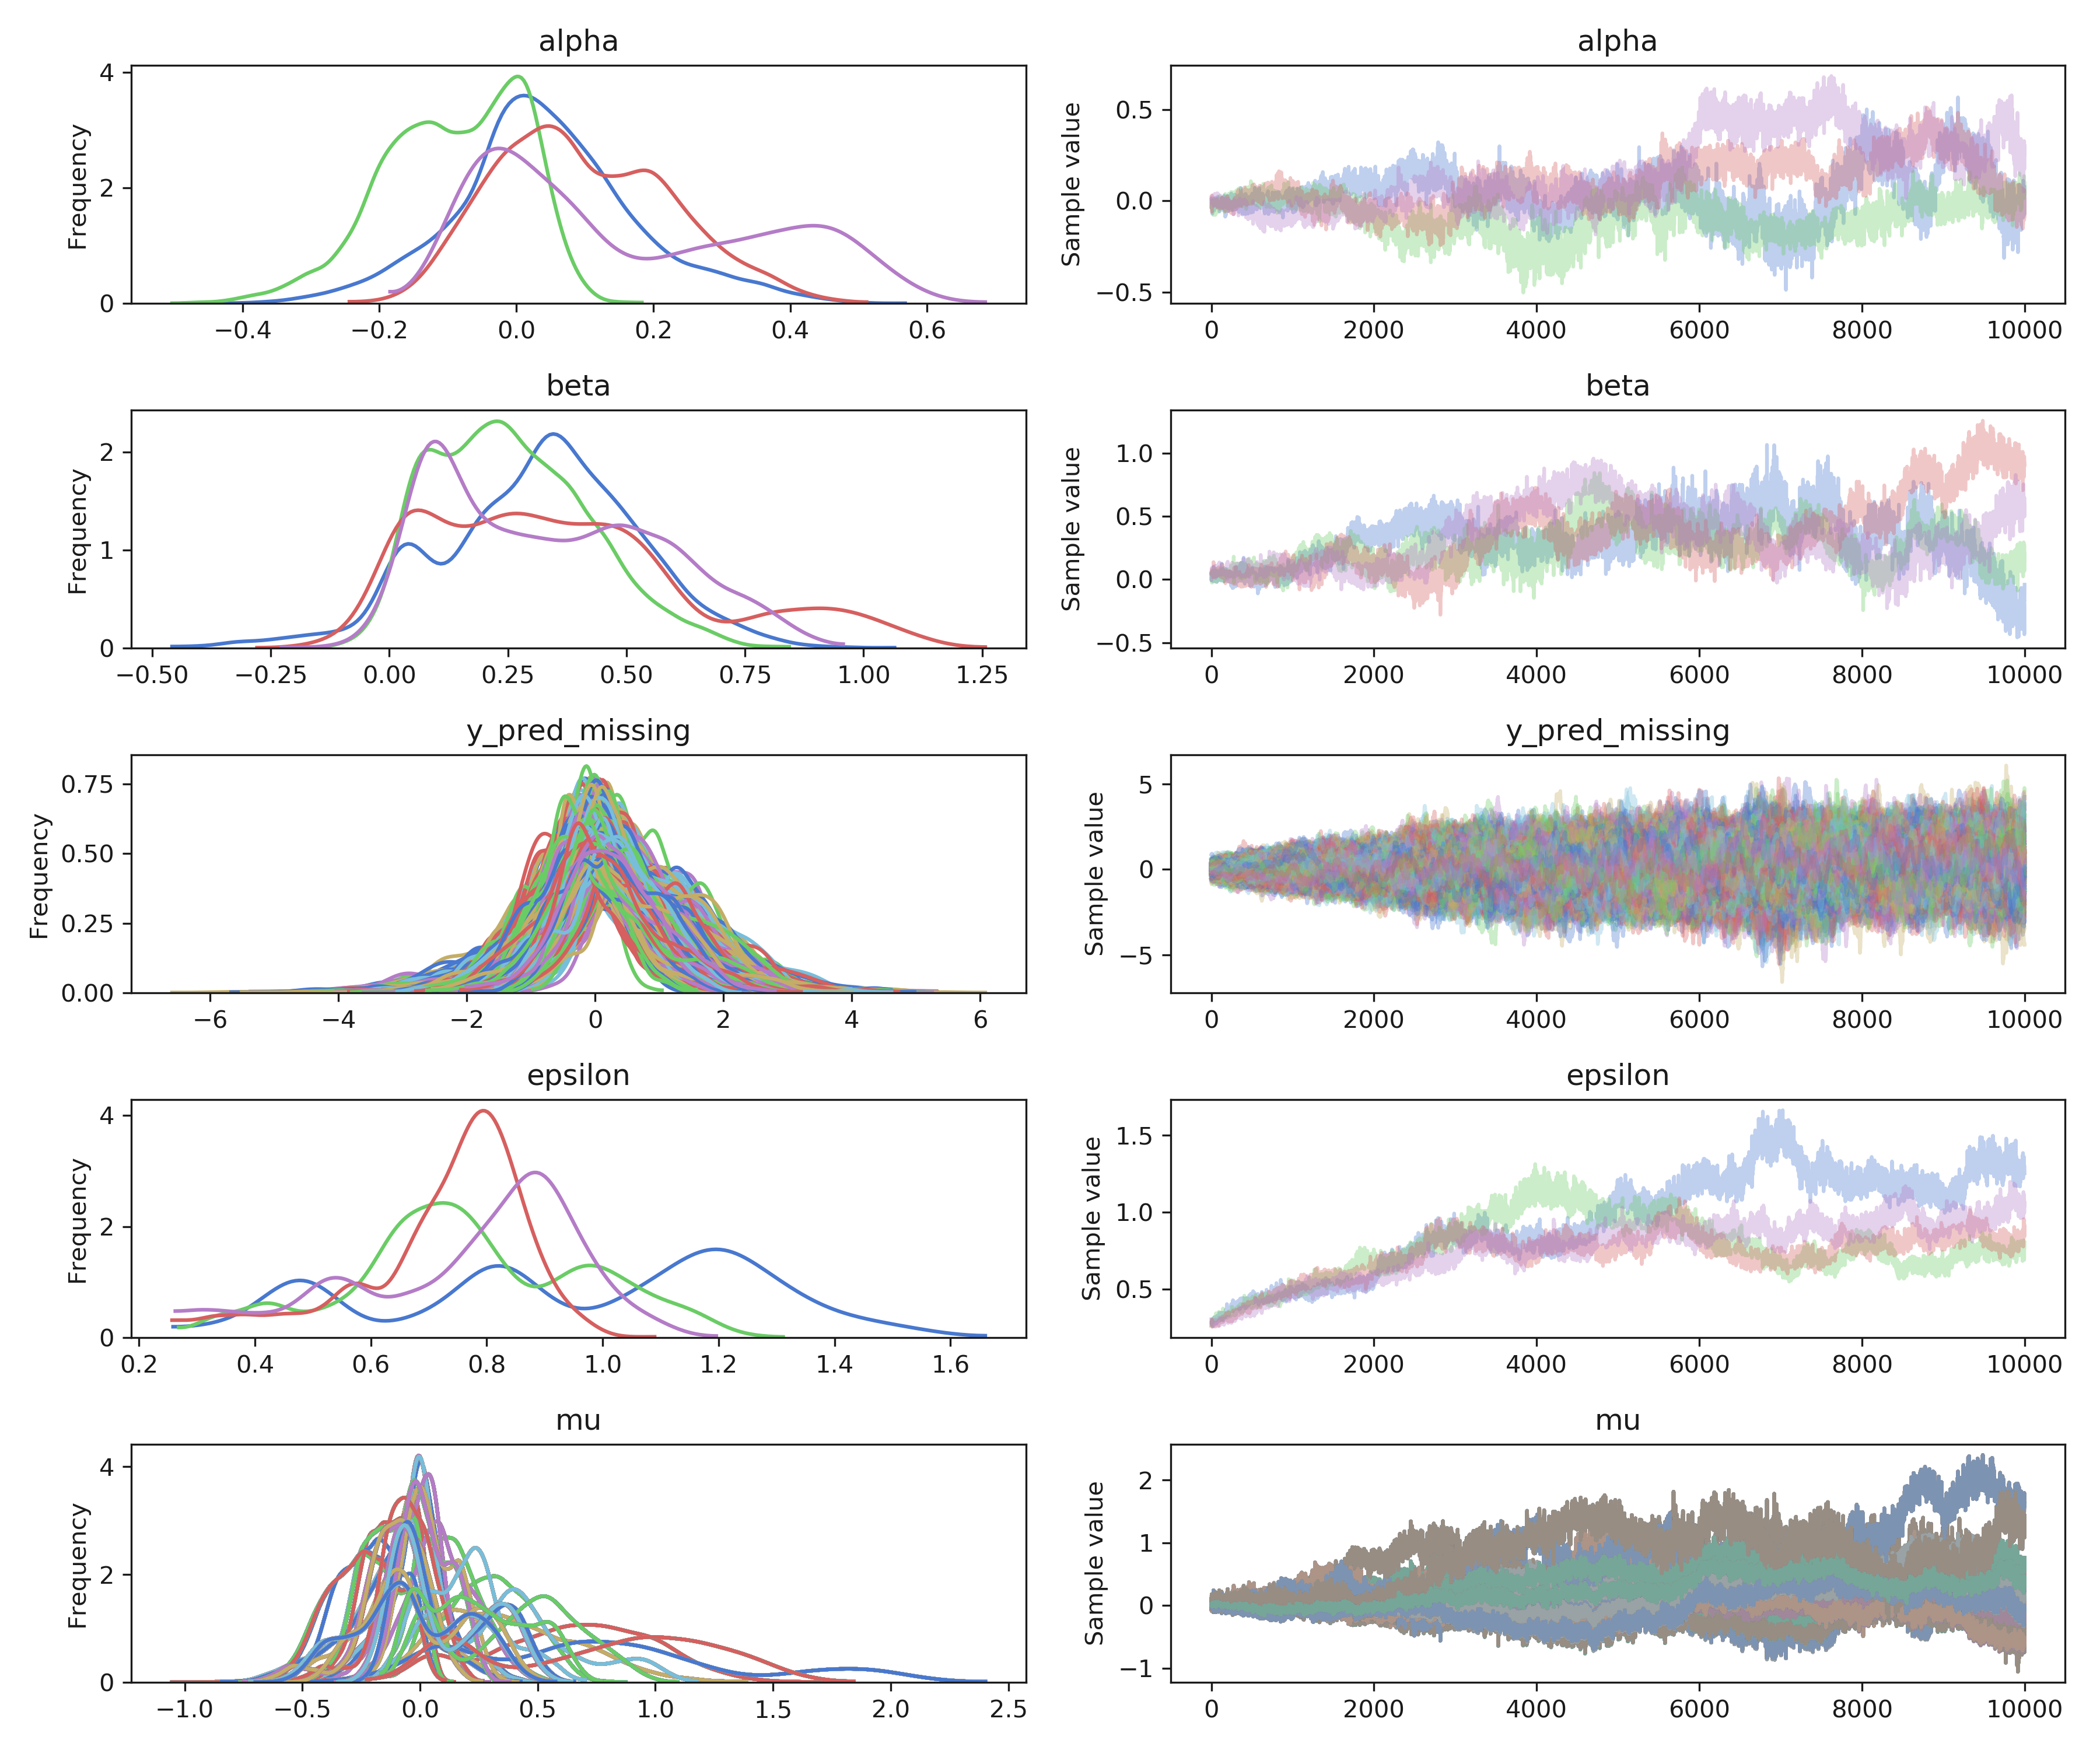 alpha
alpha
Frequency
4
2
0
−0.4 −0.2 0.0 0.2 0.4 0.6
Sample value
0.5
0.0
−0.5
0 2000 4000 6000 8000 10000
beta
beta
Frequency
2
1
0
−0.50 −0.25 0.00 0.25 0.50 0.75 1.00 1.25
Sample value
1.0
0.5
0.0
−0.5
0 2000 4000 6000 8000 10000
y_pred_missing
y_pred_missing
Frequency
0.75
0.50
0.25
0.00
−6 −4 −2 0 2 4 6
Sample value
5
0
−5
0 2000 4000 6000 8000 10000
epsilon
epsilon
Frequency
4
2
0
0.2 0.4 0.6 0.8 1.0 1.2 1.4 1.6
Sample value
1.5
1.0
0.5
0 2000 4000 6000 8000 10000
mu
mu
Frequency
4
2
0
−1.0 −0.5 0.0 0.5 1.0 1.5 2.0 2.5
Sample value
2
1
0
−1
0 2000 4000 6000 8000 10000